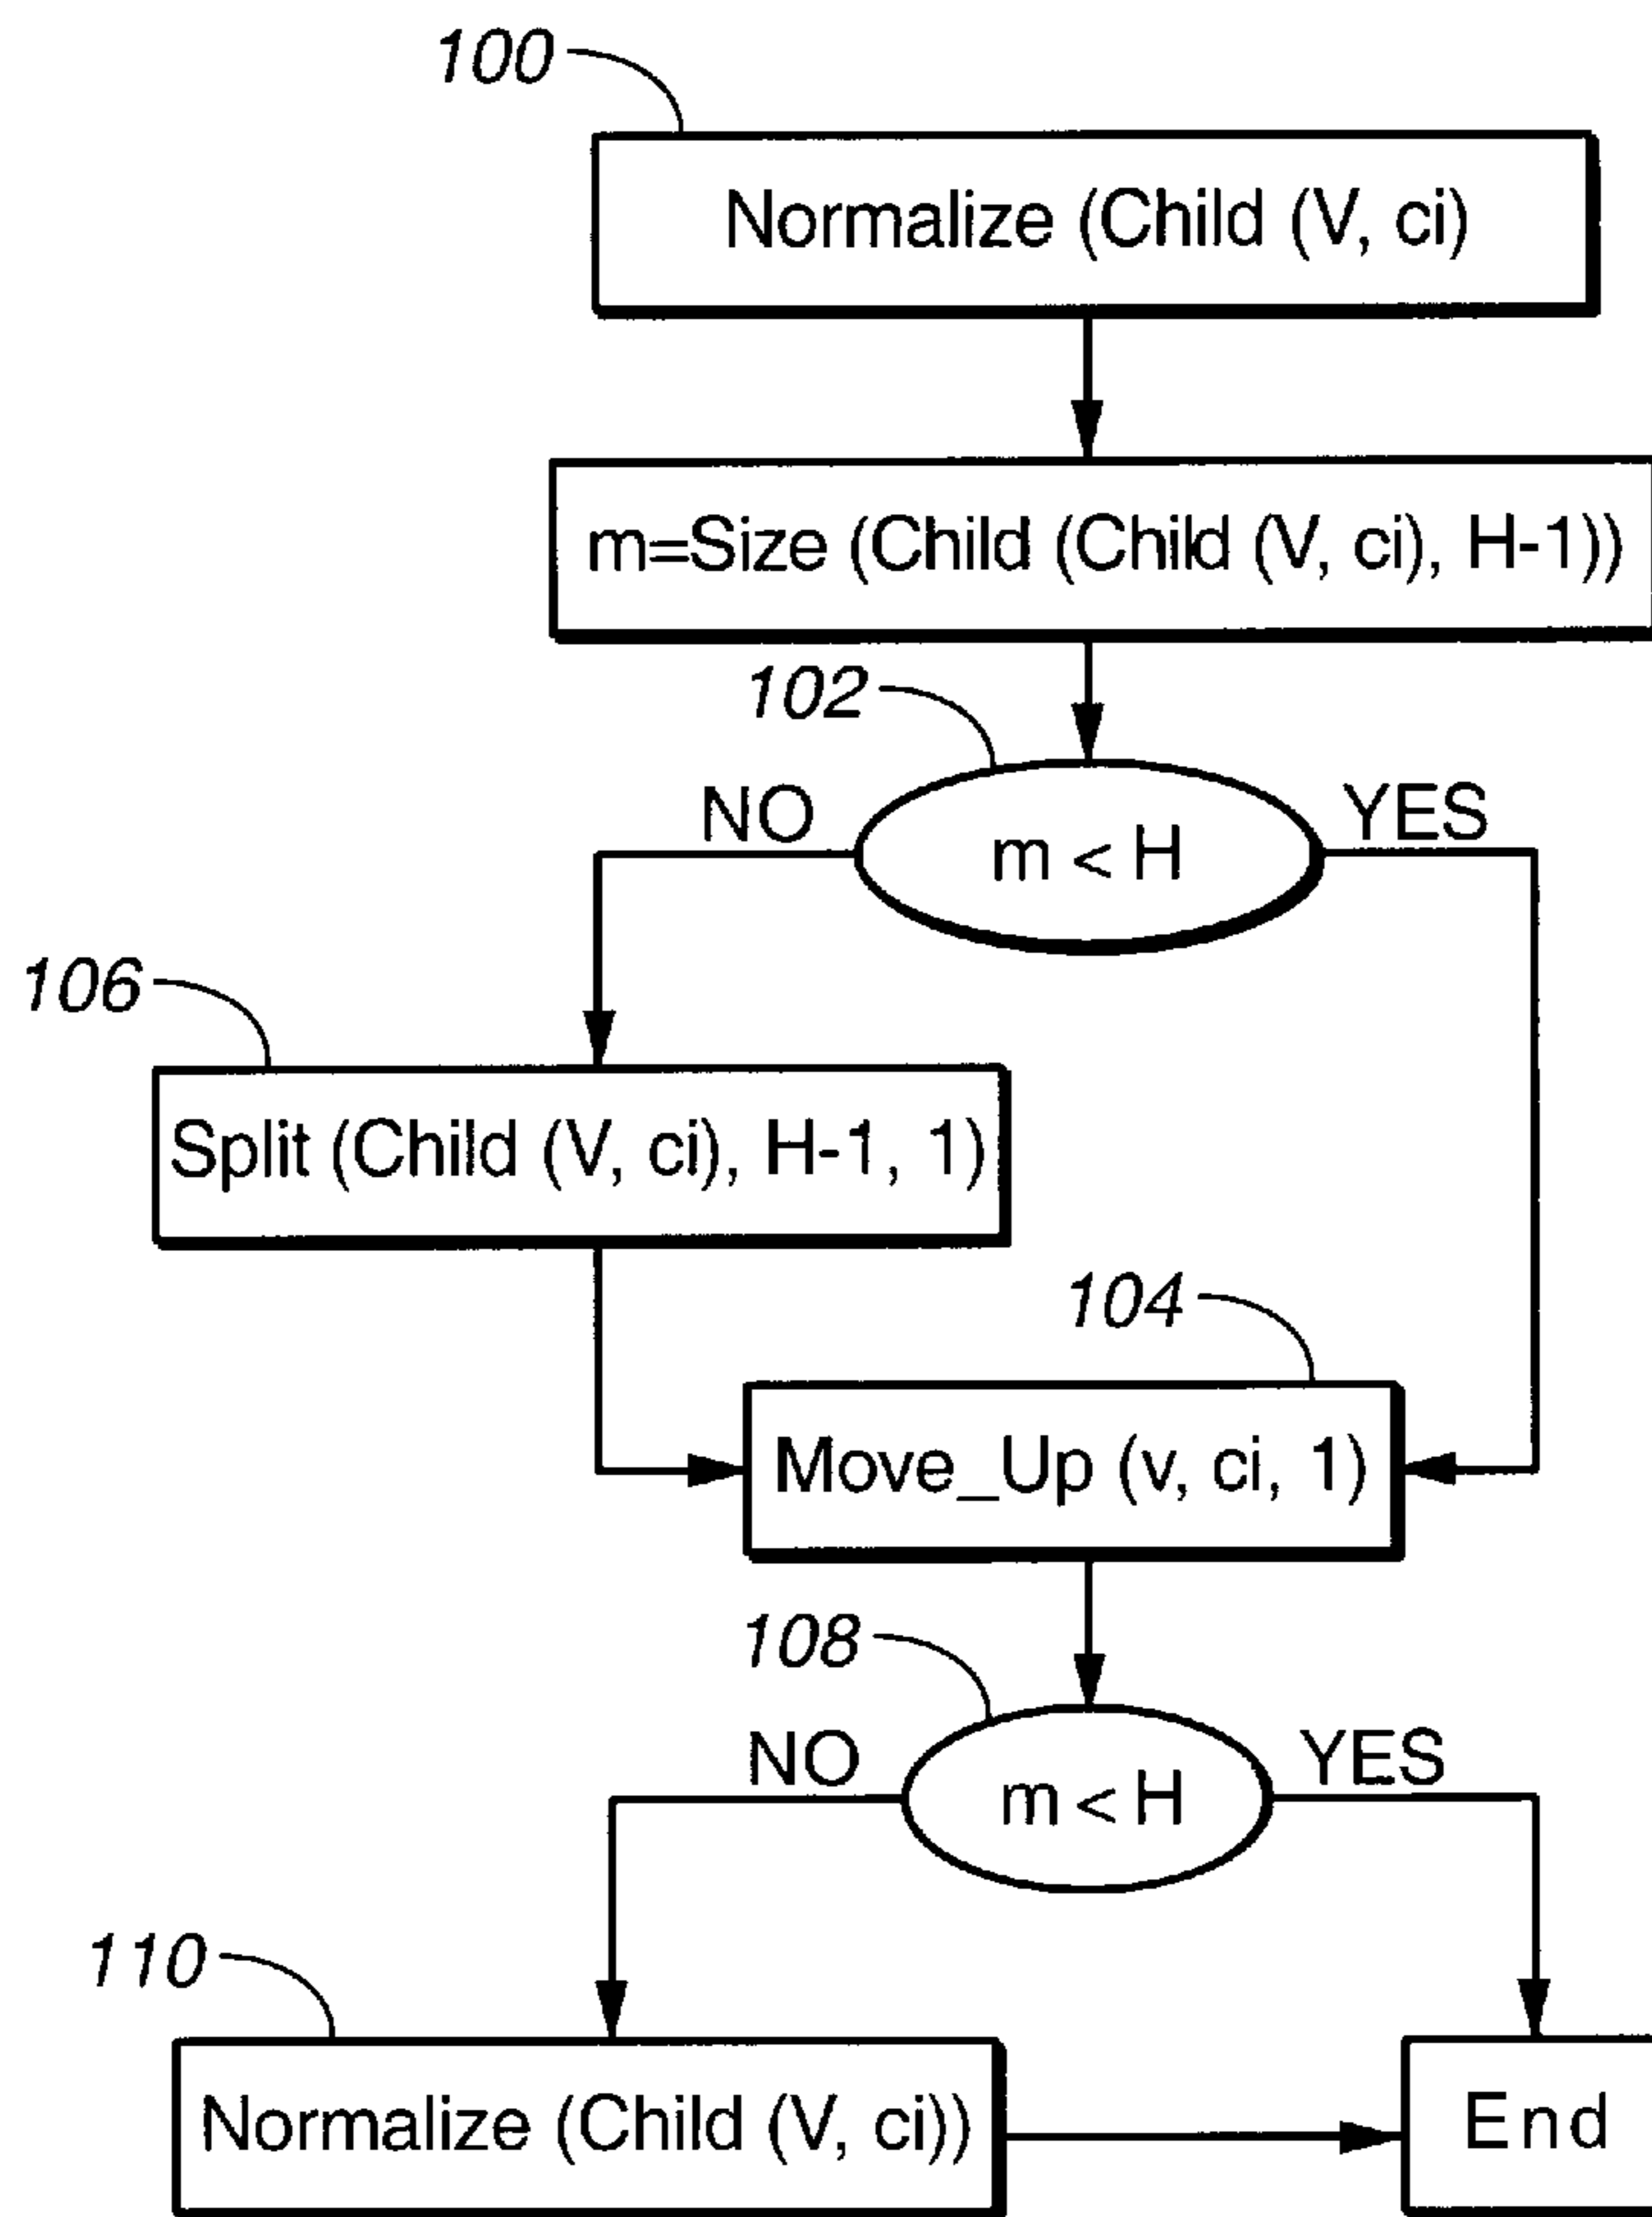 100
Normalize (Child (V, ci)
m=Size (Child (Child (V, ci), H-1))
102
NO
YES
m < H
106
Split (Child (V, ci), H-1, 1)
104
Move_Up (v, ci, 1)
108
NO
YES
m < H
110
Normalize (Child (V, ci))
End